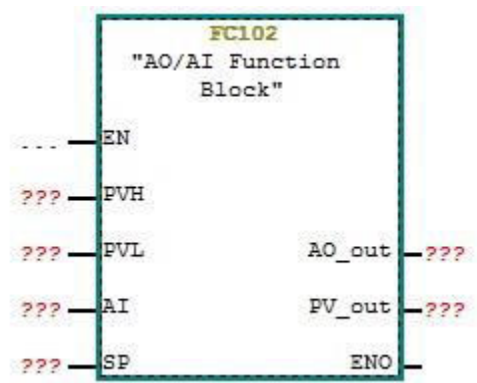 FC102
"AO/AI Function
Block"
... EN
??? PVH
??? PVL AO_out ???
??? AI PV_out ???
??? SP ENO